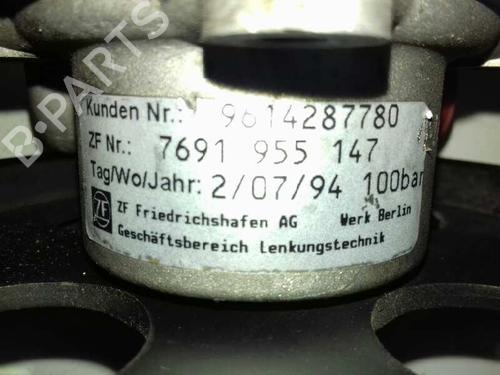 B-PARTS
Kunden Nr.: 9614287780
ZF Nr.: 7691 955 147
Tag/Wo/Jahr: 2/07/94 100bar
ZF ZF Friedrichshafen AG Werk Berlin
Geschäftsbereich Lenkungstechnik